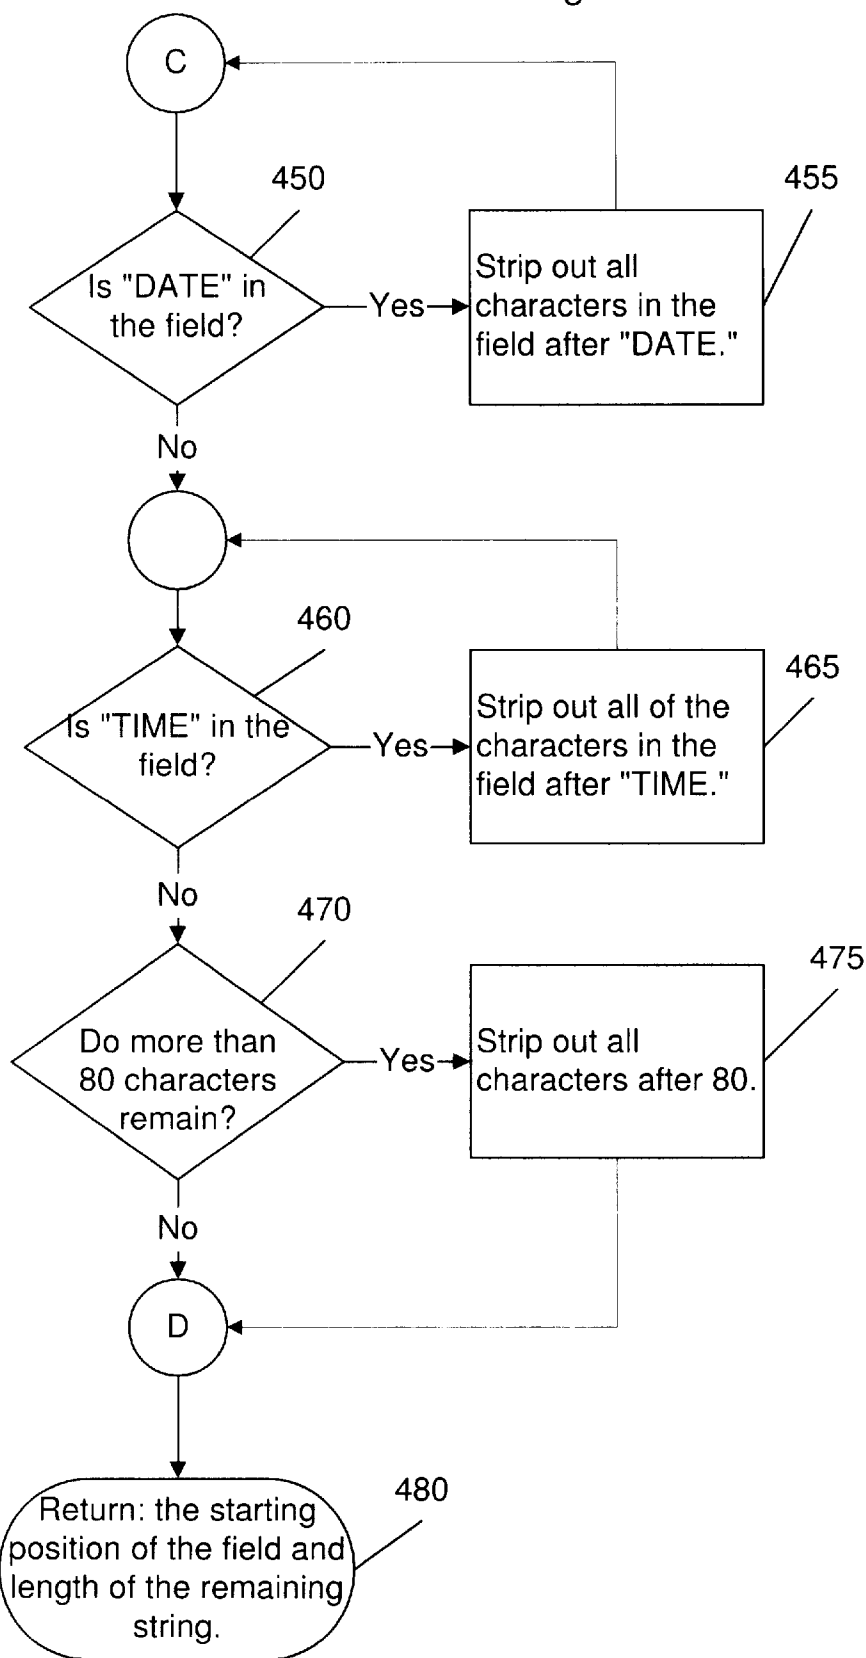 C
450
455
Is "DATE" in
the field?
Yes
Strip out all
characters in the
field after "DATE."
No
460
465
Is "TIME" in the
field?
Yes
Strip out all of the
characters in the
field after "TIME."
No
470
475
Do more than
80 characters
remain?
Yes
Strip out all
characters after 80.
No
D
480
Return: the starting
position of the field and
length of the remaining
string.